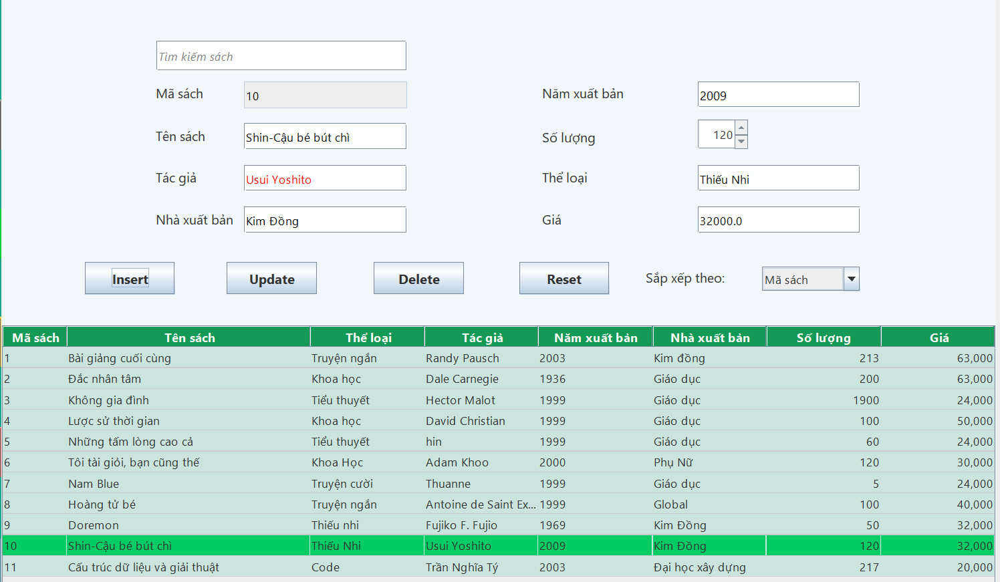 Tìm kiếm sách
Mã sách 10 Năm xuất bản 2009
Tên sách Shin-Cậu bé bút chì Số lượng 120
Tác giả Usui Yoshito Thể loại Thiếu Nhi
Nhà xuất bản Kim Đồng Giá 32000.0
Insert Update Delete Reset Sắp xếp theo: Mã sách
Mã sách Tên sách Thể loại Tác giả Năm xuất bản Nhà xuất bản Số lượng Giá
1 Bài giảng cuối cùng Truyện ngắn Randy Pausch 2003 Kim đồng 213 63,000
2 Đắc nhân tâm Khoa học Dale Carnegie 1936 Giáo dục 200 63,000
3 Không gia đình Tiểu thuyết Hector Malot 1999 Giáo dục 1900 24,000
4 Lược sử thời gian Khoa học David Christian 1999 Giáo dục 100 50,000
5 Những tấm lòng cao cả Tiểu thuyết hin 1999 Giáo dục 60 24,000
6 Tôi tài giỏi, bạn cũng thế Khoa Học Adam Khoo 2000 Phụ Nữ 120 30,000
7 Nam Blue Truyện cười Thuanne 1999 Giáo dục 5 24,000
8 Hoàng tử bé Truyện ngắn Antoine de Saint Ex... 1999 Global 100 40,000
9 Doremon Thiếu nhi Fujiko F. Fujio 1969 Kim Đồng 50 32,000
10 Shin-Cậu bé bút chì Thiếu Nhi Usui Yoshito 2009 Kim Đồng 120 32,000
11 Cấu trúc dữ liệu và giải thuật Code Trần Nghĩa Tý 2003 Đại học xây dựng 217 20,000